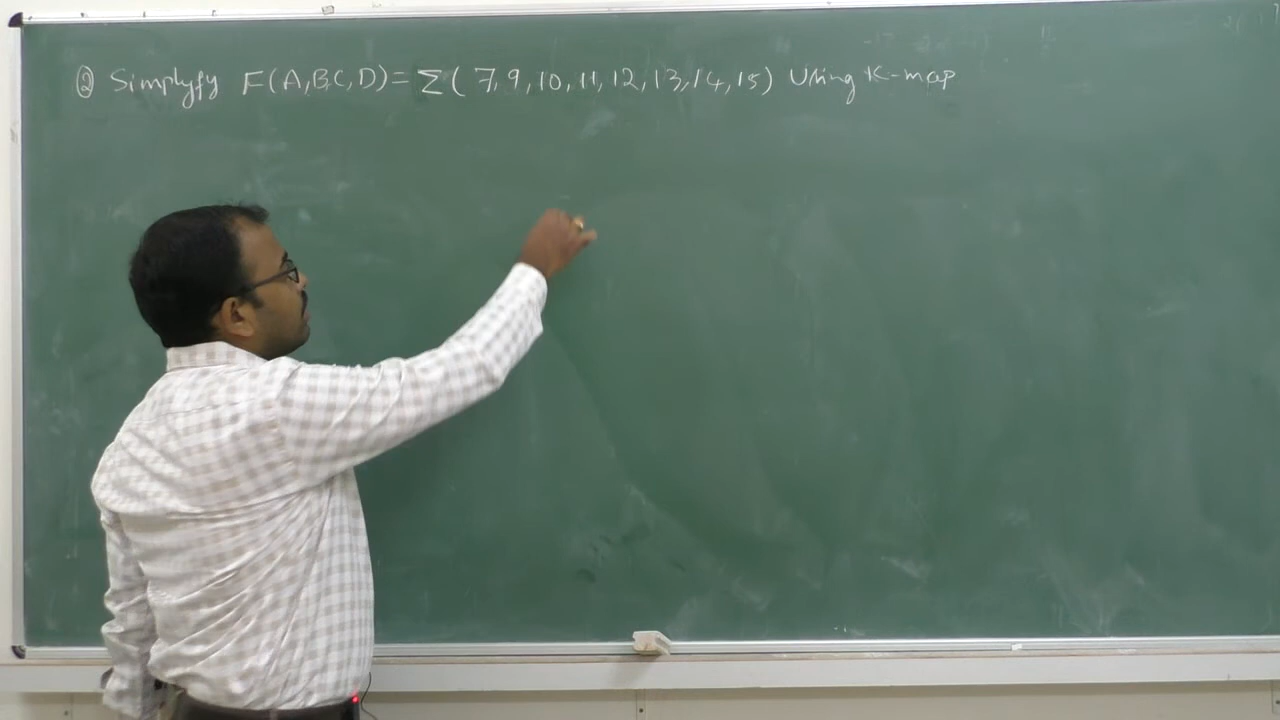 ② Simplyfy F(A,B,C,D)=Σ(7,9,10,11,12,13,14,15) Using K-map